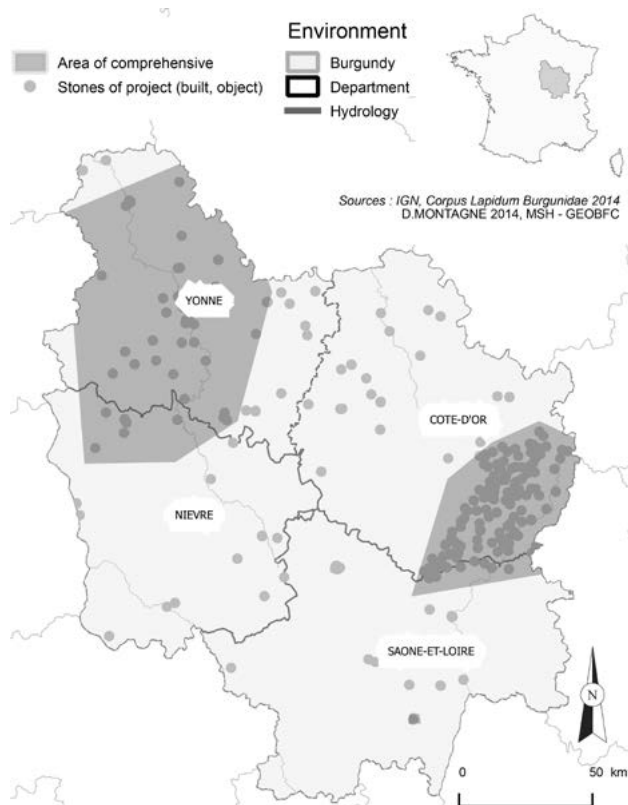 Environment
Area of comprehensive
Stones of project (built, object)
Burgundy
Department
Hydrology
Sources : IGN, Corpus Lapidum Burgunidae 2014
D.MONTAGNE 2014, MSH - GEOBFC
YONNE
COTE-D'OR
NIEVRE
SAONE-ET-LOIRE
N
0 50 km